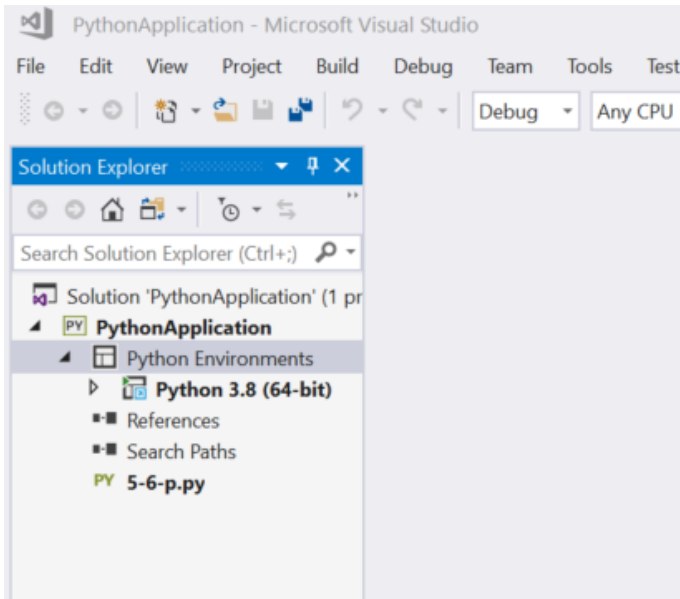 PythonApplication - Microsoft Visual Studio
File Edit View Project Build Debug Team Tools Test
Debug Any CPU
Solution Explorer
Search Solution Explorer (Ctrl+;)
Solution 'PythonApplication' (1 pr
PY PythonApplication
Python Environments
Python 3.8 (64-bit)
References
Search Paths
PY 5-6-p.py